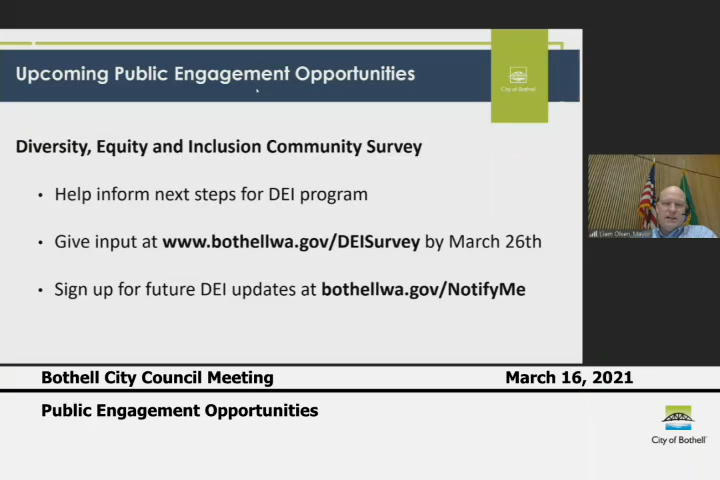 Upcoming Public Engagement Opportunities
City of Bothell
Diversity, Equity and Inclusion Community Survey
• Help inform next steps for DEI program
• Give input at www.bothellwa.gov/DEISurvey by March 26th
• Sign up for future DEI updates at bothellwa.gov/NotifyMe
Liam Olsen, Mayor
Bothell City Council Meeting March 16, 2021
Public Engagement Opportunities
City of Bothell